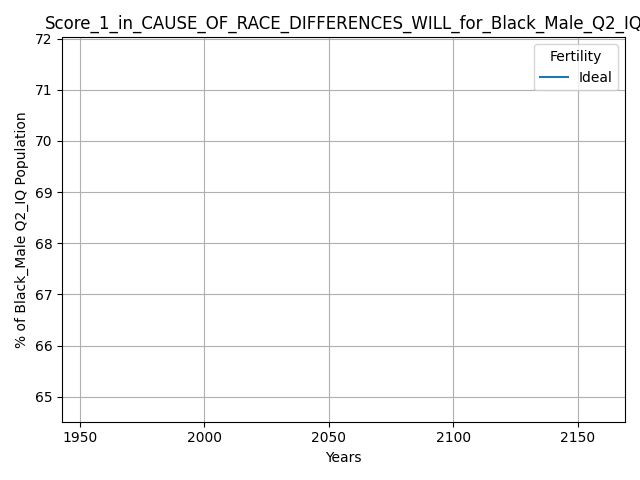 Score_1_in_CAUSE_OF_RACE_DIFFERENCES_WILL_for_Black_Male_Q2_IQ
72
71
70
69
68
67
66
65
% of Black_Male Q2_IQ Population
Fertility
Ideal
1950 2000 2050 2100 2150
Years